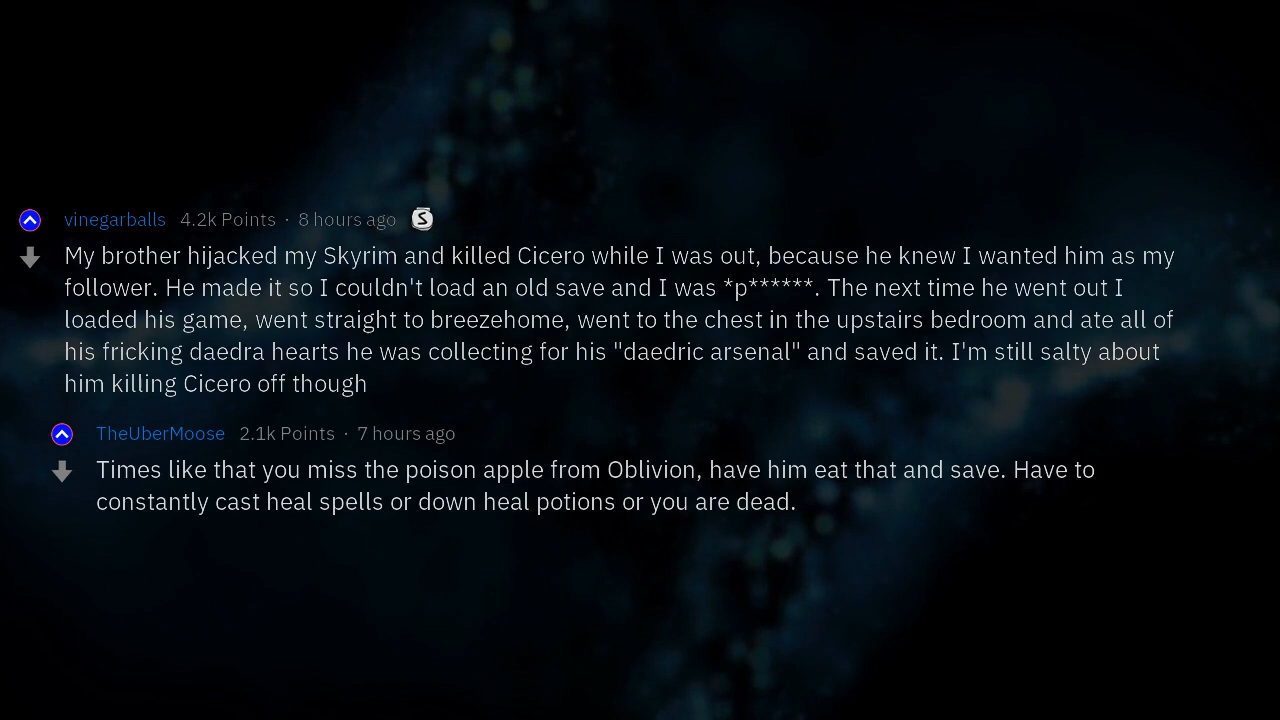 vinegarballs 4.2k Points · 8 hours ago S
My brother hijacked my Skyrim and killed Cicero while I was out, because he knew I wanted him as my
follower. He made it so I couldn't load an old save and I was *p******. The next time he went out I
loaded his game, went straight to breezehome, went to the chest in the upstairs bedroom and ate all of
his fricking daedra hearts he was collecting for his "daedric arsenal" and saved it. I'm still salty about
him killing Cicero off though
TheUberMoose 2.1k Points · 7 hours ago
Times like that you miss the poison apple from Oblivion, have him eat that and save. Have to
constantly cast heal spells or down heal potions or you are dead.